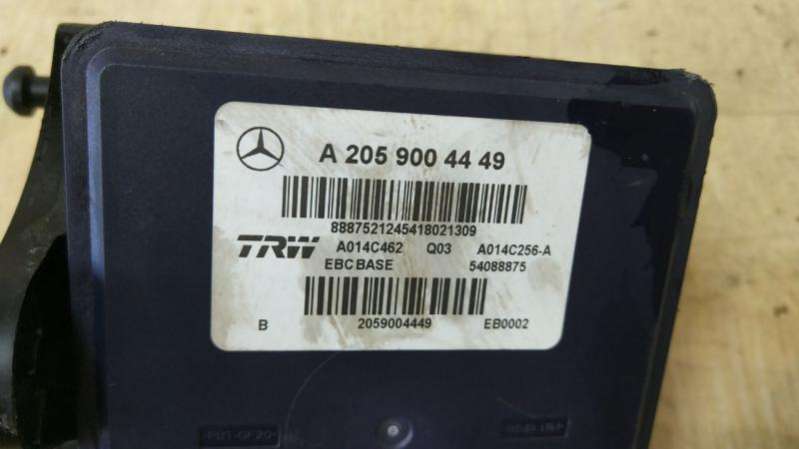 A 205 900 44 49
8887521245418021309
TRW A014C462 Q03 A014C256-A
EBC BASE 54088875
B 2059004449 EB0002